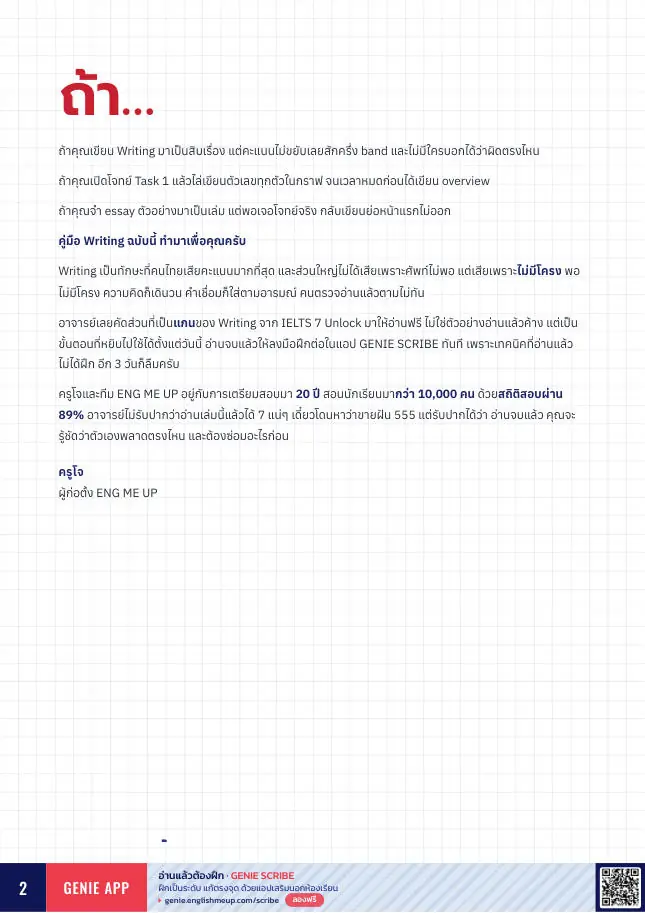 ถ้า...
ถ้าคุณเขียน Writing มาเป็นสิบเรื่อง แต่คะแนนไม่ขยับเลยสักครึ่ง band และไม่มีใครบอกได้ว่าผิดตรงไหน
ถ้าคุณเปิดโจทย์ Task 1 แล้วไล่เขียนตัวเลขทุกตัวในกราฟ จนเวลาหมดก่อนได้เขียน overview
ถ้าคุณจำ essay ตัวอย่างมาเป็นเล่ม แต่พอเจอโจทย์จริง กลับเขียนย่อหน้าแรกไม่ออก
คู่มือ Writing ฉบับนี้ ทำมาเพื่อคุณครับ
Writing เป็นทักษะที่คนไทยเสียคะแนนมากที่สุด และส่วนใหญ่ไม่ได้เสียเพราะศัพท์ไม่พอ แต่เสียเพราะไม่มีโครง พอ
ไม่มีโครง ความคิดก็เดินวน คำเชื่อมก็ใส่ตามอารมณ์ คนตรวจอ่านแล้วตามไม่ทัน
อาจารย์เลยคัดส่วนที่เป็นแกนของ Writing จาก IELTS 7 Unlock มาให้อ่านฟรี ไม่ใช่ตัวอย่างอ่านแล้วค้าง แต่เป็น
ขั้นตอนที่หยิบไปใช้ได้ตั้งแต่วันนี้ อ่านจบแล้วให้ลงมือฝึกต่อในแอป GENIE SCRIBE ทันที เพราะเทคนิคที่อ่านแล้ว
ไม่ได้ฝึก อีก 3 วันก็ลืมครับ
ครูโจและทีม ENG ME UP อยู่กับการเตรียมสอบมา 20 ปี สอนนักเรียนมากว่า 10,000 คน ด้วยสถิติสอบผ่าน
89% อาจารย์ไม่รับปากว่าอ่านเล่มนี้แล้วได้ 7 แน่ๆ เดี๋ยวโดนหาว่าขายฝัน 555 แต่รับปากได้ว่า อ่านจบแล้ว คุณจะ
รู้ชัดว่าตัวเองพลาดตรงไหน และต้องซ่อมอะไรก่อน
ครูโจ
ผู้ก่อตั้ง ENG ME UP
2
GENIE APP
อ่านแล้วต้องฝึก · GENIE SCRIBE
ฝึกเป็นระดับ แก้ตรงจุด ด้วยแอปเสริมนอกห้องเรียน
genie.englishmeup.com/scribe ลองฟรี